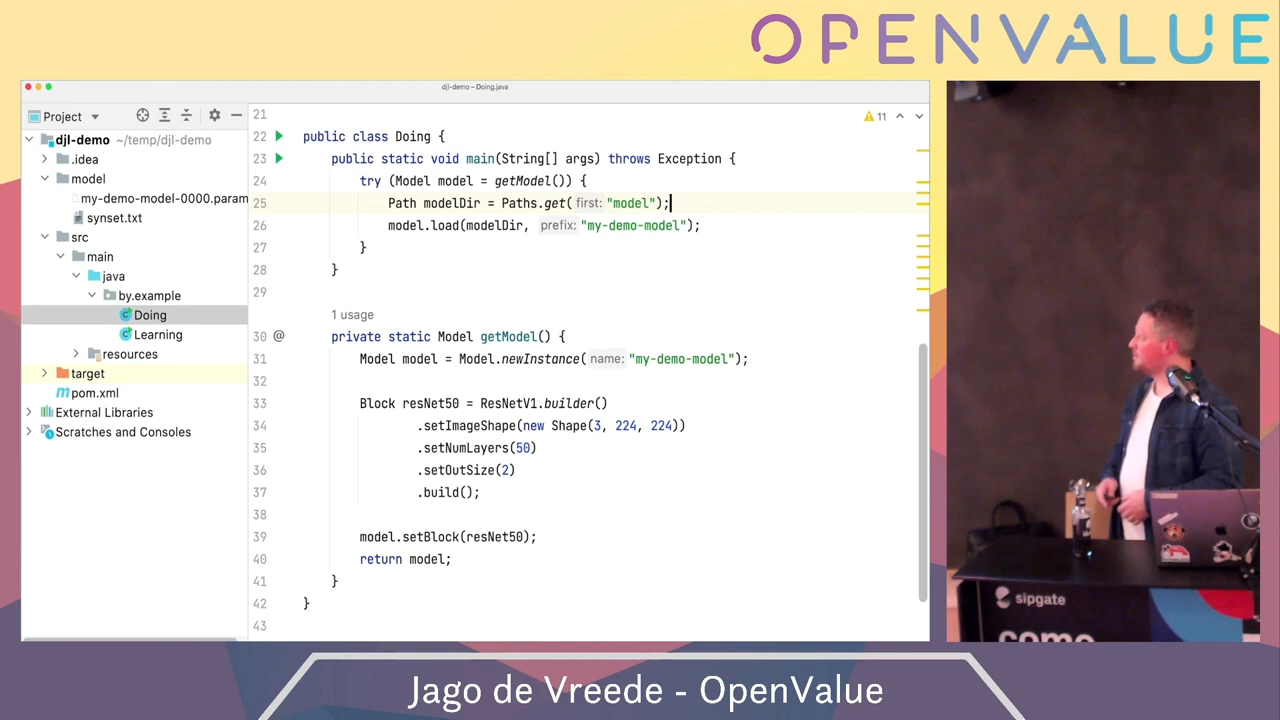 OPENVALUE
djl-demo – Doing.java
Project
djl-demo ~/temp/djl-demo
.idea
model
my-demo-model-0000.param
synset.txt
src
main
java
by.example
Doing
Learning
resources
target
pom.xml
External Libraries
Scratches and Consoles
11
21
22 public class Doing {
23 public static void main(String[] args) throws Exception {
24 try (Model model = getModel()) {
25 Path modelDir = Paths.get( first: "model");
26 model.load(modelDir, prefix: "my-demo-model");
27 }
28 }
29
1 usage
30 @ private static Model getModel() {
31 Model model = Model.newInstance( name: "my-demo-model");
32
33 Block resNet50 = ResNetV1.builder()
34 .setImageShape(new Shape(3, 224, 224))
35 .setNumLayers(50)
36 .setOutSize(2)
37 .build();
38
39 model.setBlock(resNet50);
40 return model;
41 }
42 }
43
sipgate
come
Jago de Vreede - OpenValue